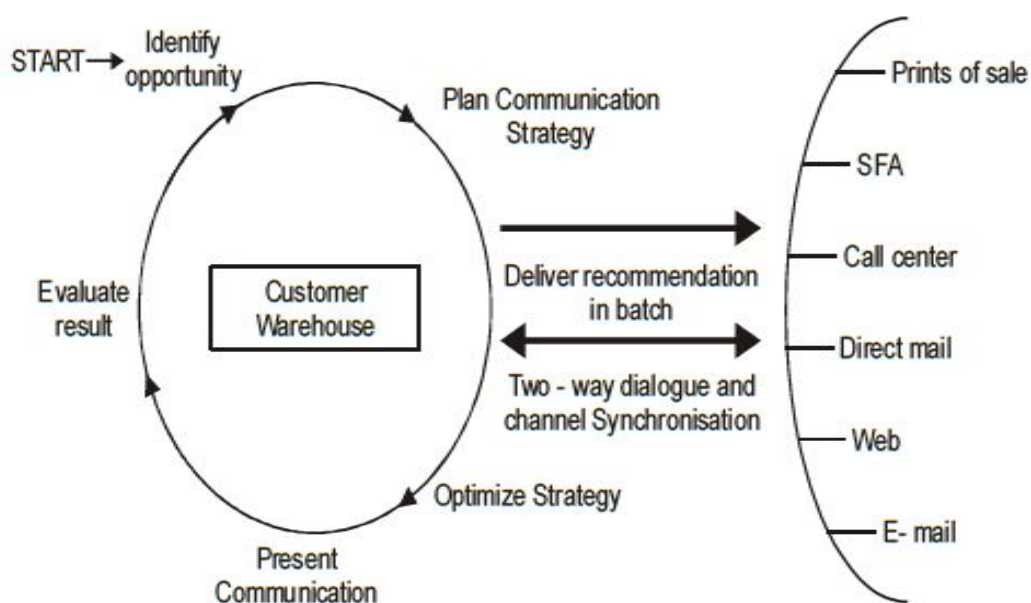 START
Identify
opportunity
Plan Communication
Strategy
Deliver recommendation
in batch
Two - way dialogue and
channel Synchronisation
Optimize Strategy
Present
Communication
Evaluate
result
Customer
Warehouse
Prints of sale
SFA
Call center
Direct mail
Web
E- mail